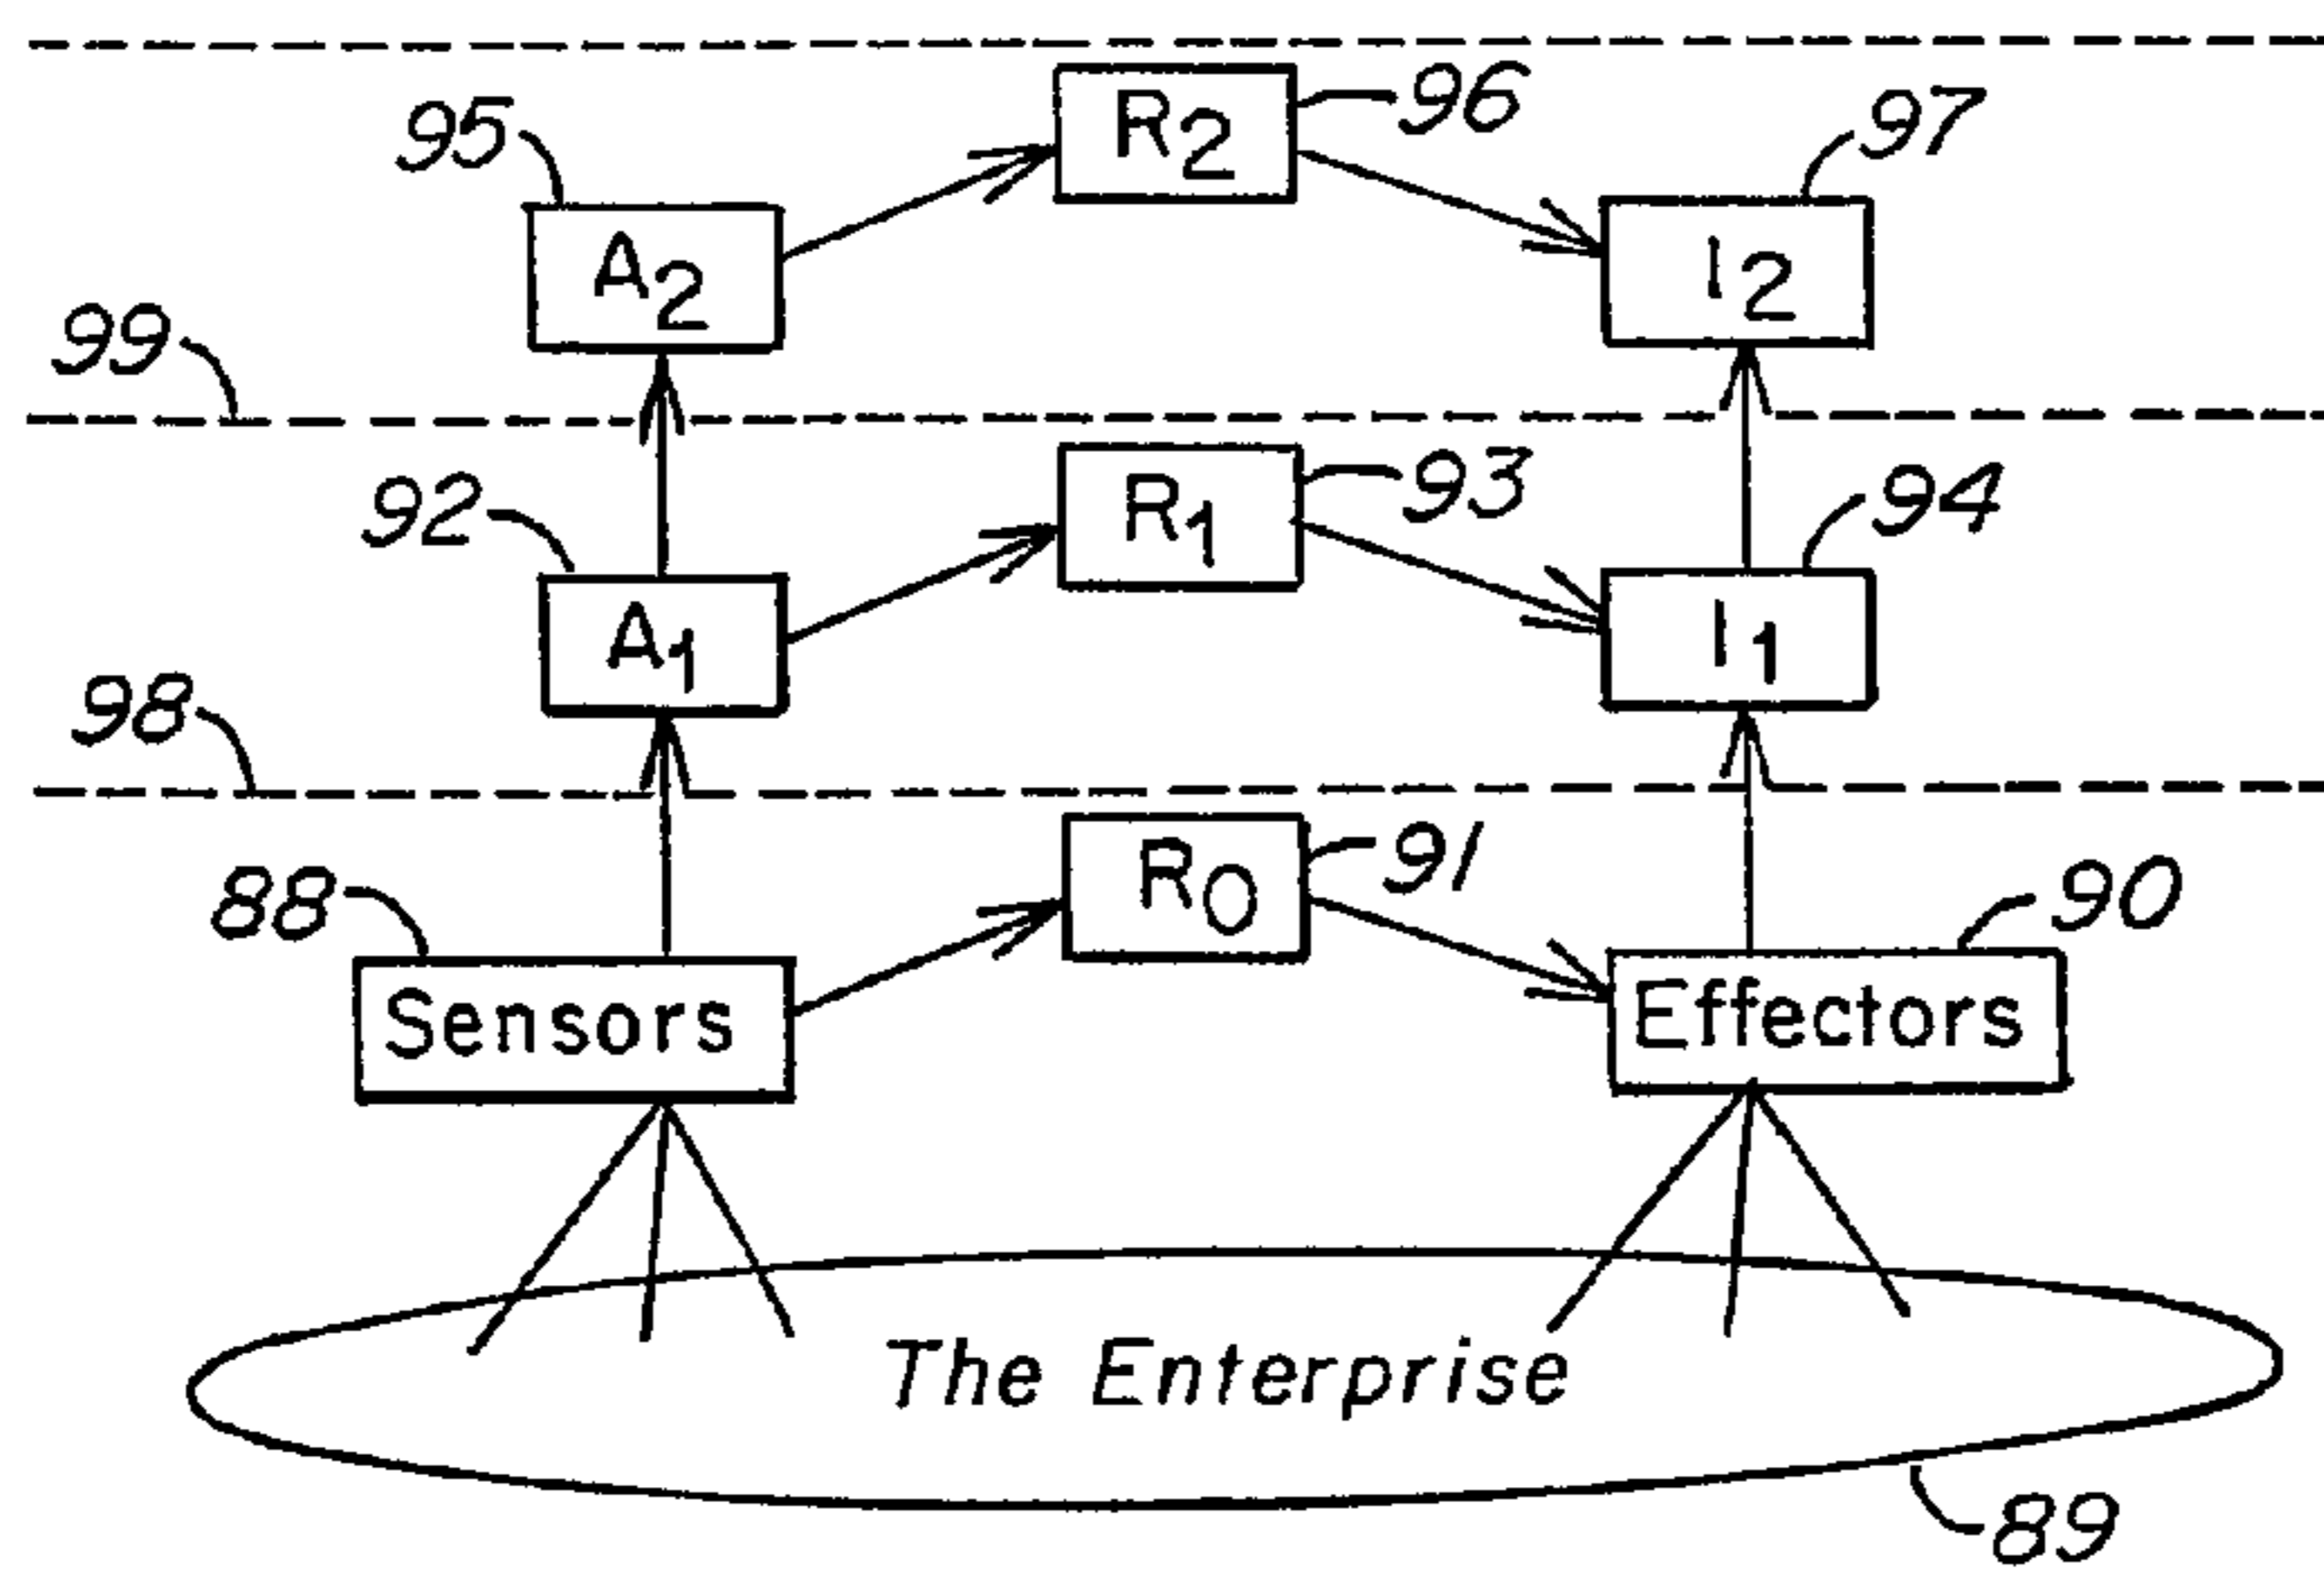 R2 96
95 97
A2 I2
99
R1 93
92 94
A1 I1
98
R0 91
88 90
Sensors Effectors
The Enterprise
89